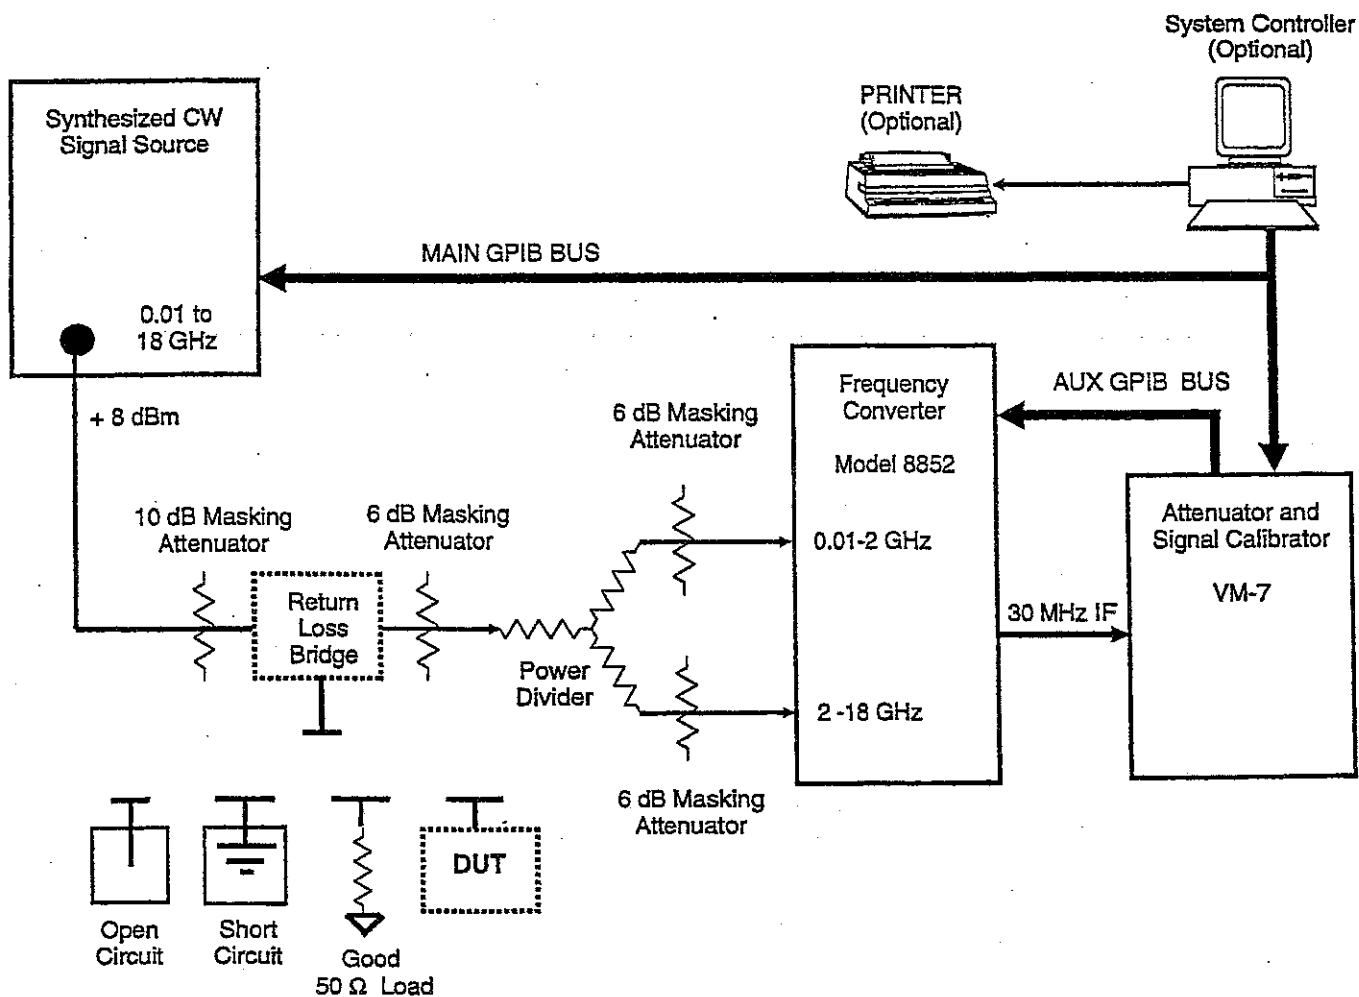 System Controller
(Optional)
PRINTER
(Optional)
Synthesized CW
Signal Source
MAIN GPIB BUS
0.01 to
18 GHz
+ 8 dBm
Frequency
Converter
Model 8852
AUX GPIB BUS
6 dB Masking
Attenuator
10 dB Masking
Attenuator
6 dB Masking
Attenuator
0.01-2 GHz
Attenuator and
Signal Calibrator
VM-7
Return
Loss
Bridge
30 MHz IF
Power
Divider
2 -18 GHz
6 dB Masking
Attenuator
DUT
Open
Circuit
Short
Circuit
Good
50 Ω Load